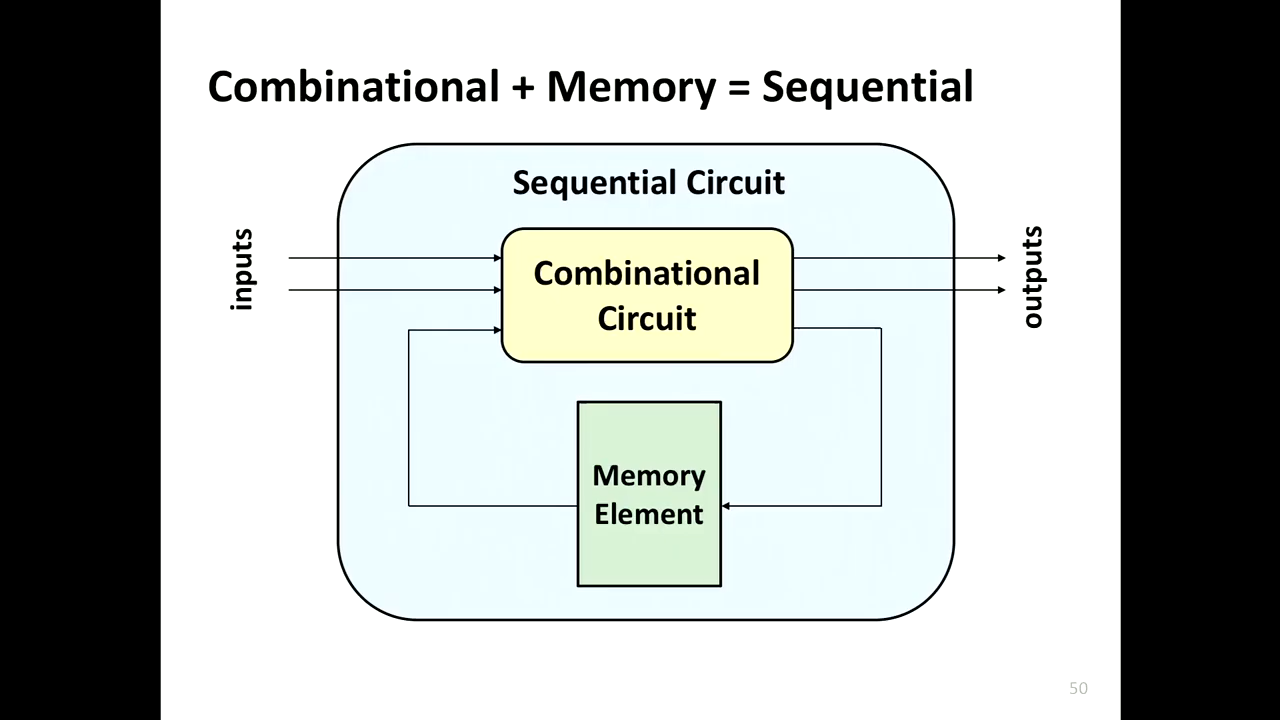 Combinational + Memory = Sequential
Sequential Circuit
inputs
Combinational
Circuit
outputs
Memory
Element
50